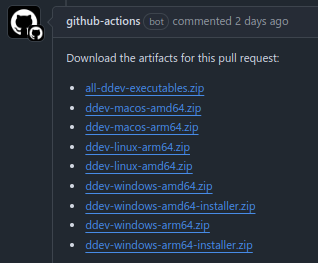 github-actions bot commented 2 days ago
Download the artifacts for this pull request:
all-ddev-executables.zip
ddev-macos-amd64.zip
ddev-macos-arm64.zip
ddev-linux-arm64.zip
ddev-linux-amd64.zip
ddev-windows-amd64.zip
ddev-windows-amd64-installer.zip
ddev-windows-arm64.zip
ddev-windows-arm64-installer.zip